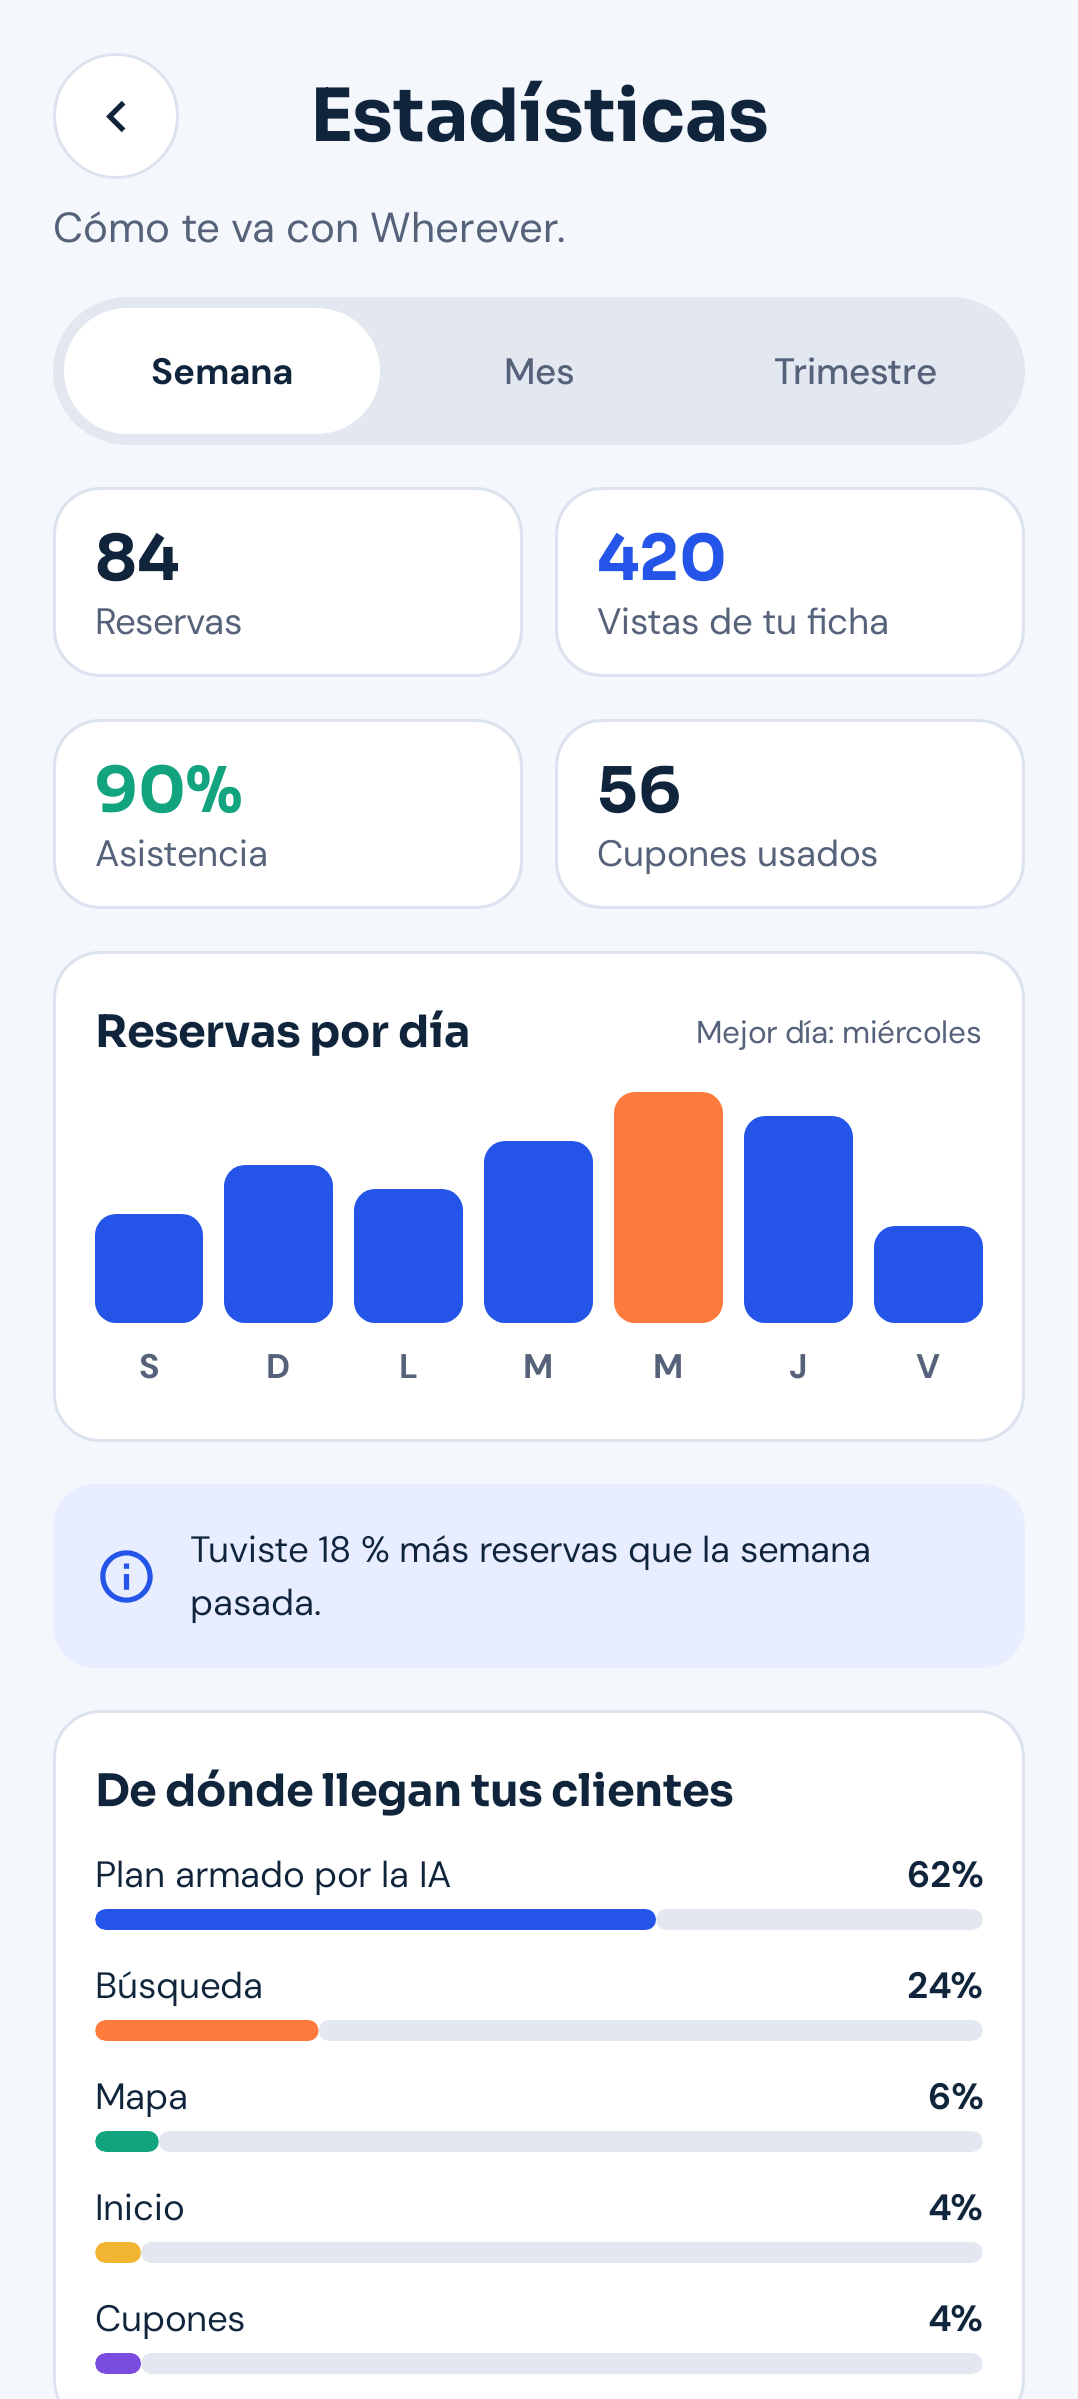 Estadísticas
Cómo te va con Wherever.
Semana
Mes
Trimestre
84
Reservas
420
Vistas de tu ficha
90%
Asistencia
56
Cupones usados
Reservas por día
Mejor día: miércoles
S
D
L
M
M
J
V
Tuviste 18 % más reservas que la semana
pasada.
De dónde llegan tus clientes
Plan armado por la IA
62%
Búsqueda
24%
Mapa
6%
Inicio
4%
Cupones
4%